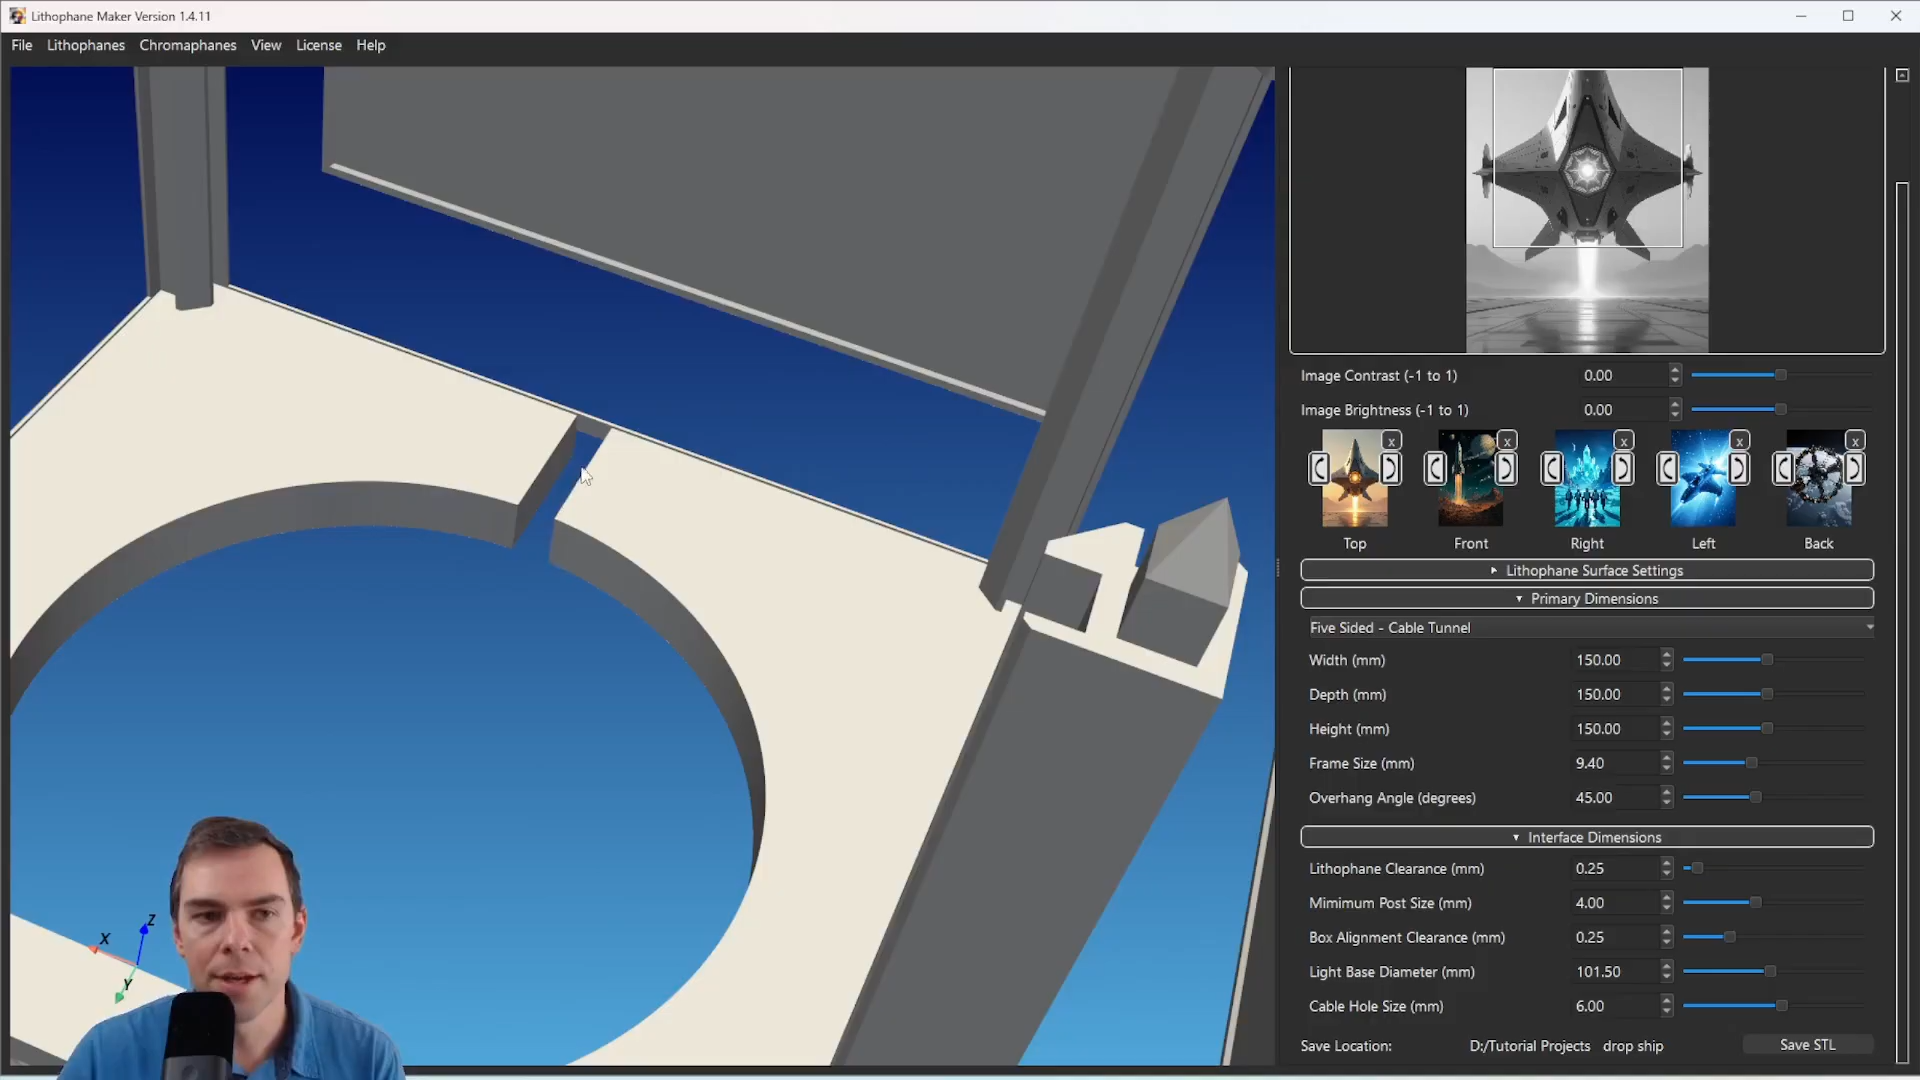 Lithophane Maker Version 1.4.11
File Lithophanes Chromaphanes View License Help
Image Contrast (-1 to 1) 0.00
Image Brightness (-1 to 1) 0.00
x x x x x
Top Front Right Left Back
Lithophane Surface Settings
Primary Dimensions
Five Sided - Cable Tunnel
Width (mm) 150.00
Depth (mm) 150.00
Height (mm) 150.00
Frame Size (mm) 9.40
Overhang Angle (degrees) 45.00
Interface Dimensions
Lithophane Clearance (mm) 0.25
Mimimum Post Size (mm) 4.00
Box Alignment Clearance (mm) 0.25
Light Base Diameter (mm) 101.50
Cable Hole Size (mm) 6.00
Save Location: D:/Tutorial Projects drop ship Save STL
Z
X
Y